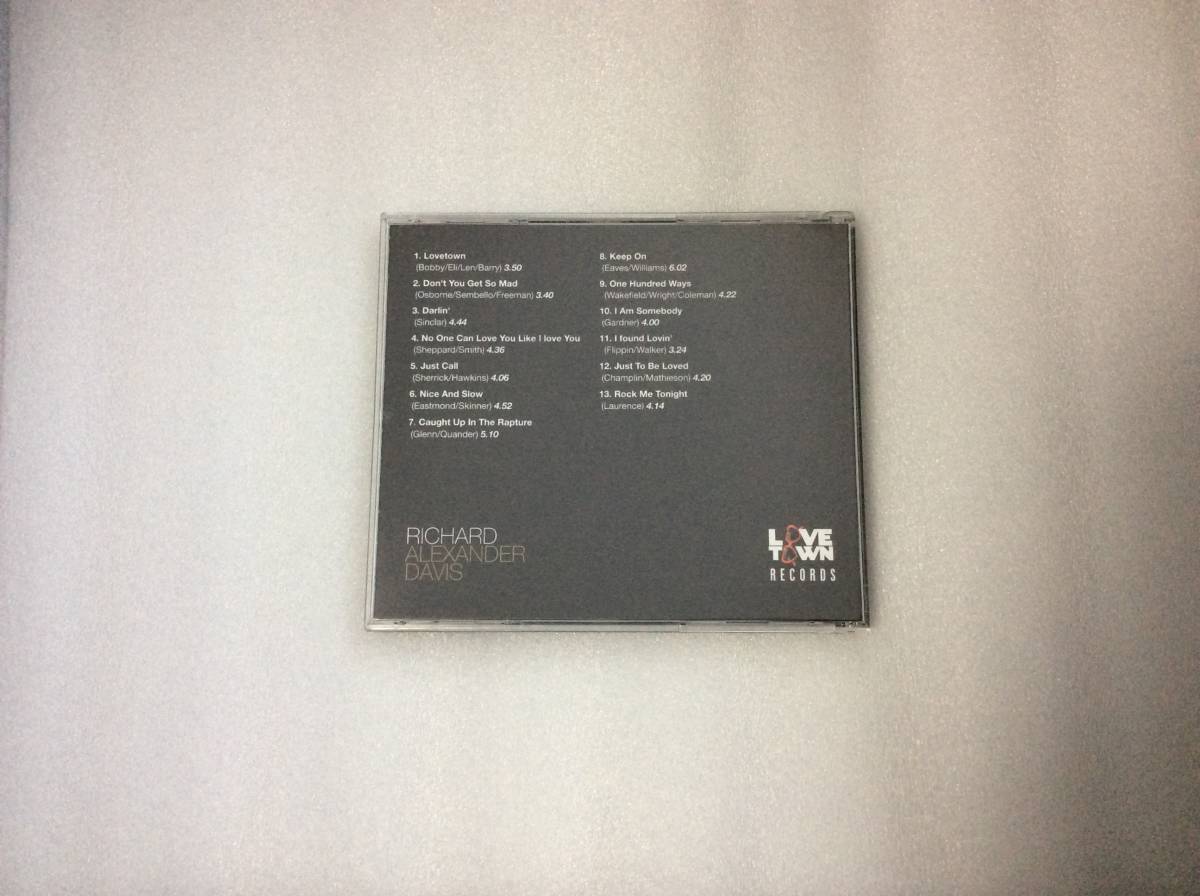 1. Lovetown
(Bobby/Eli/Len/Barry) 3.50
2. Don't You Get So Mad
(Osborne/Sembello/Freeman) 3.40
3. Darlin'
(Sinclar) 4.44
4. No One Can Love You Like I love You
(Sheppard/Smith) 4.36
5. Just Call
(Sherrick/Hawkins) 4.06
6. Nice And Slow
(Eastmond/Skinner) 4.52
7. Caught Up In The Rapture
(Glenn/Quander) 5.10
8. Keep On
(Eaves/Williams) 6.02
9. One Hundred Ways
(Wakefield/Wright/Coleman) 4.22
10. I Am Somebody
(Gardner) 4.00
11. I found Lovin'
(Flippin/Walker) 3.24
12. Just To Be Loved
(Champlin/Mathieson) 4.20
13. Rock Me Tonight
(Laurence) 4.14
RICHARD
ALEXANDER
DAVIS
LOVE
TOWN
RECORDS